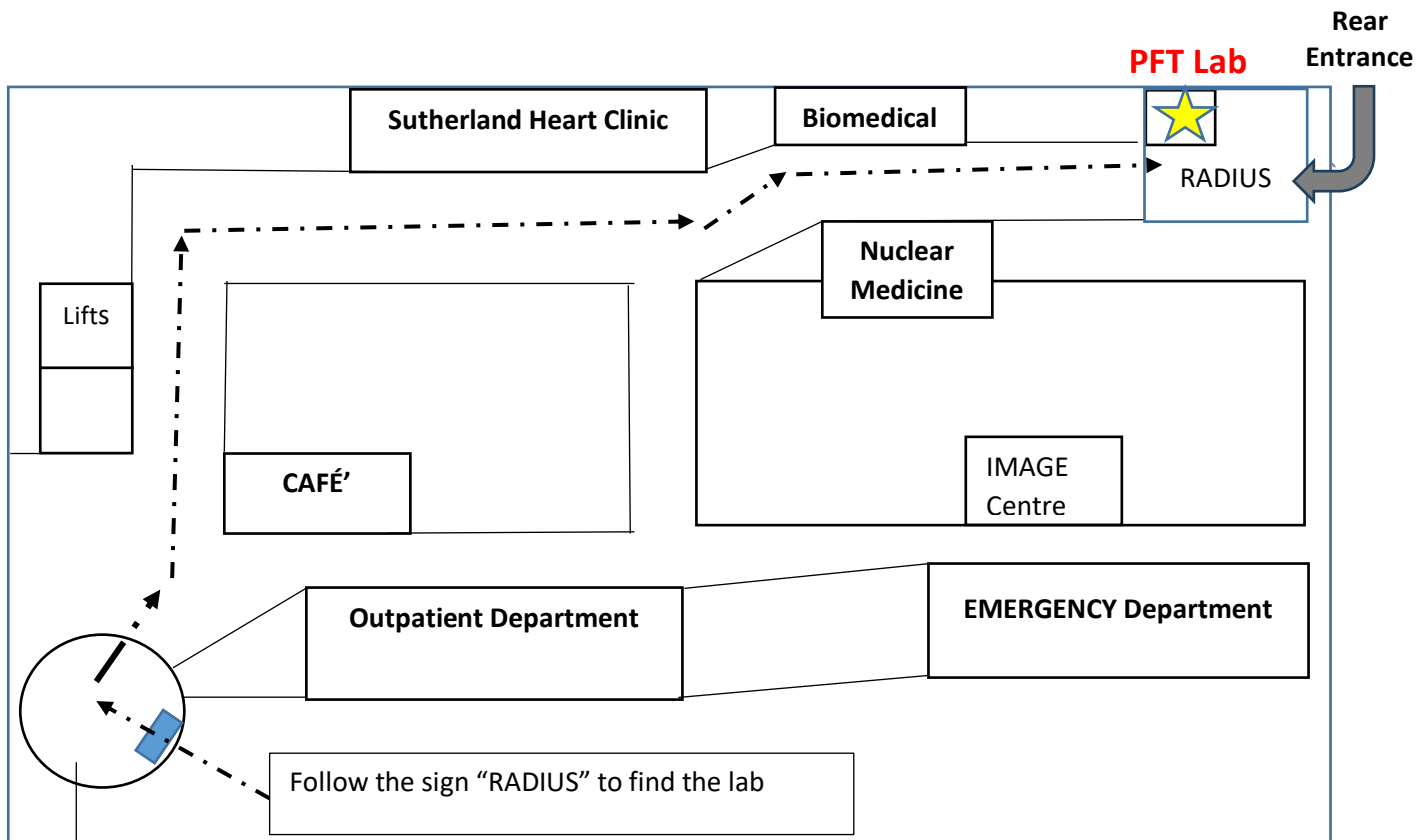 Rear
Entrance
PFT Lab
Sutherland Heart Clinic
Biomedical
RADIUS
Nuclear
Medicine
Lifts
CAFÉ’
IMAGE
Centre
Outpatient Department
EMERGENCY Department
Follow the sign “RADIUS” to find the lab